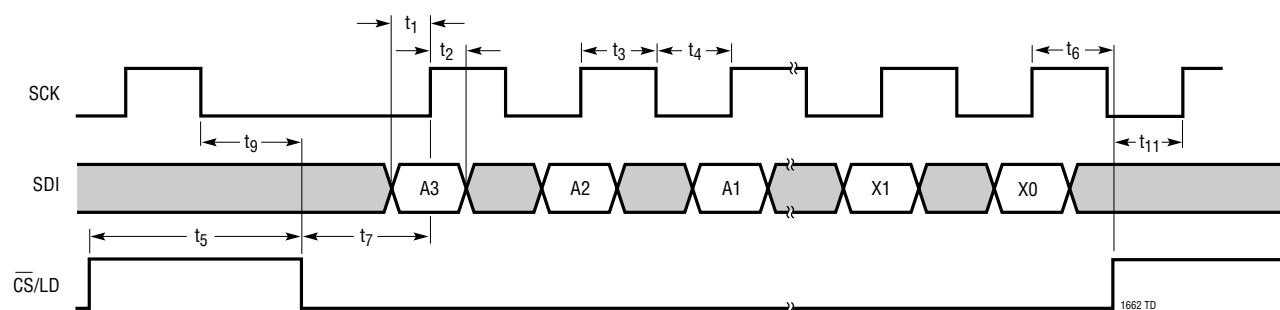 t1
t2
t3
t4
t6
SCK
t9
t11
SDI
A3
A2
A1
X1
X0
t5
t7
CS/LD
1662 TD